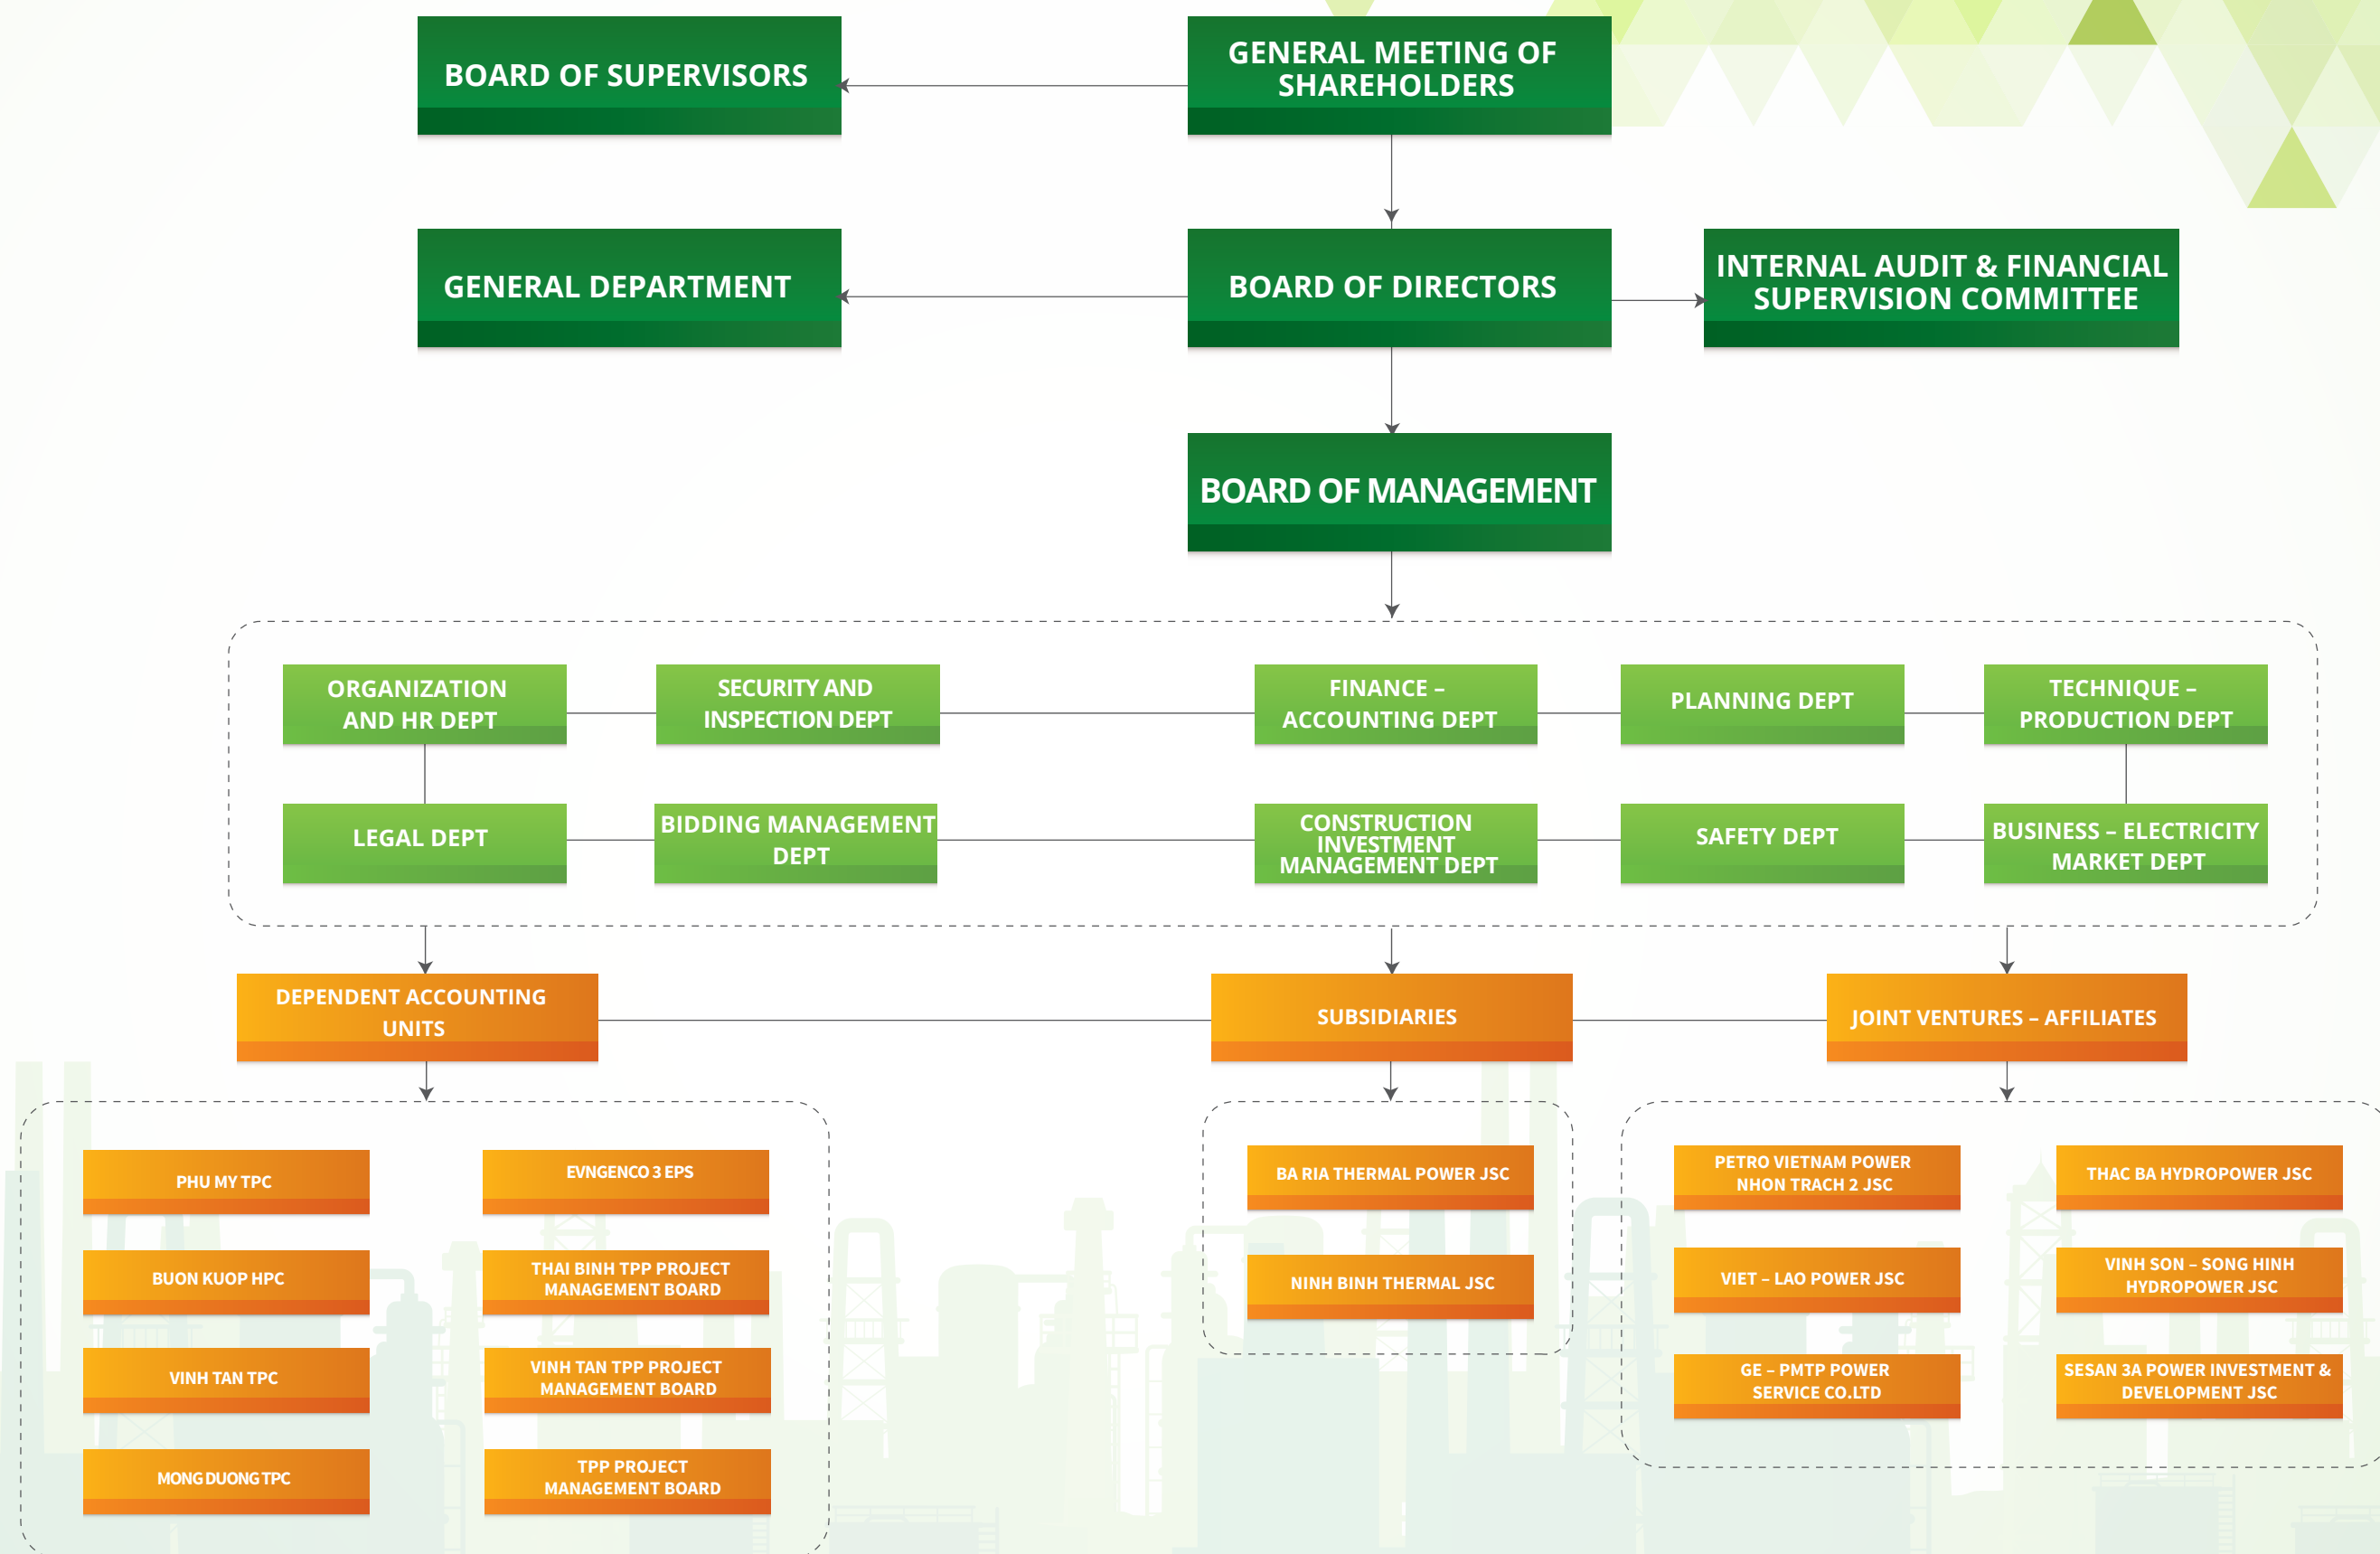 BOARD OF SUPERVISORS
GENERAL MEETING OF
SHAREHOLDERS
GENERAL DEPARTMENT
BOARD OF DIRECTORS
INTERNAL AUDIT & FINANCIAL
SUPERVISION COMMITTEE
BOARD OF MANAGEMENT
ORGANIZATION
AND HR DEPT
SECURITY AND
INSPECTION DEPT
FINANCE –
ACCOUNTING DEPT
PLANNING DEPT
TECHNIQUE –
PRODUCTION DEPT
LEGAL DEPT
BIDDING MANAGEMENT
DEPT
CONSTRUCTION
INVESTMENT
MANAGEMENT DEPT
SAFETY DEPT
BUSINESS – ELECTRICITY
MARKET DEPT
DEPENDENT ACCOUNTING
UNITS
SUBSIDIARIES
JOINT VENTURES – AFFILIATES
PHU MY TPC
EVNGENCO 3 EPS
BUON KUOP HPC
THAI BINH TPP PROJECT
MANAGEMENT BOARD
VINH TAN TPC
VINH TAN TPP PROJECT
MANAGEMENT BOARD
MONG DUONG TPC
TPP PROJECT
MANAGEMENT BOARD
BA RIA THERMAL POWER JSC
NINH BINH THERMAL JSC
PETRO VIETNAM POWER
NHON TRACH 2 JSC
THAC BA HYDROPOWER JSC
VIET – LAO POWER JSC
VINH SON – SONG HINH
HYDROPOWER JSC
GE – PMTP POWER
SERVICE CO.LTD
SESAN 3A POWER INVESTMENT &
DEVELOPMENT JSC